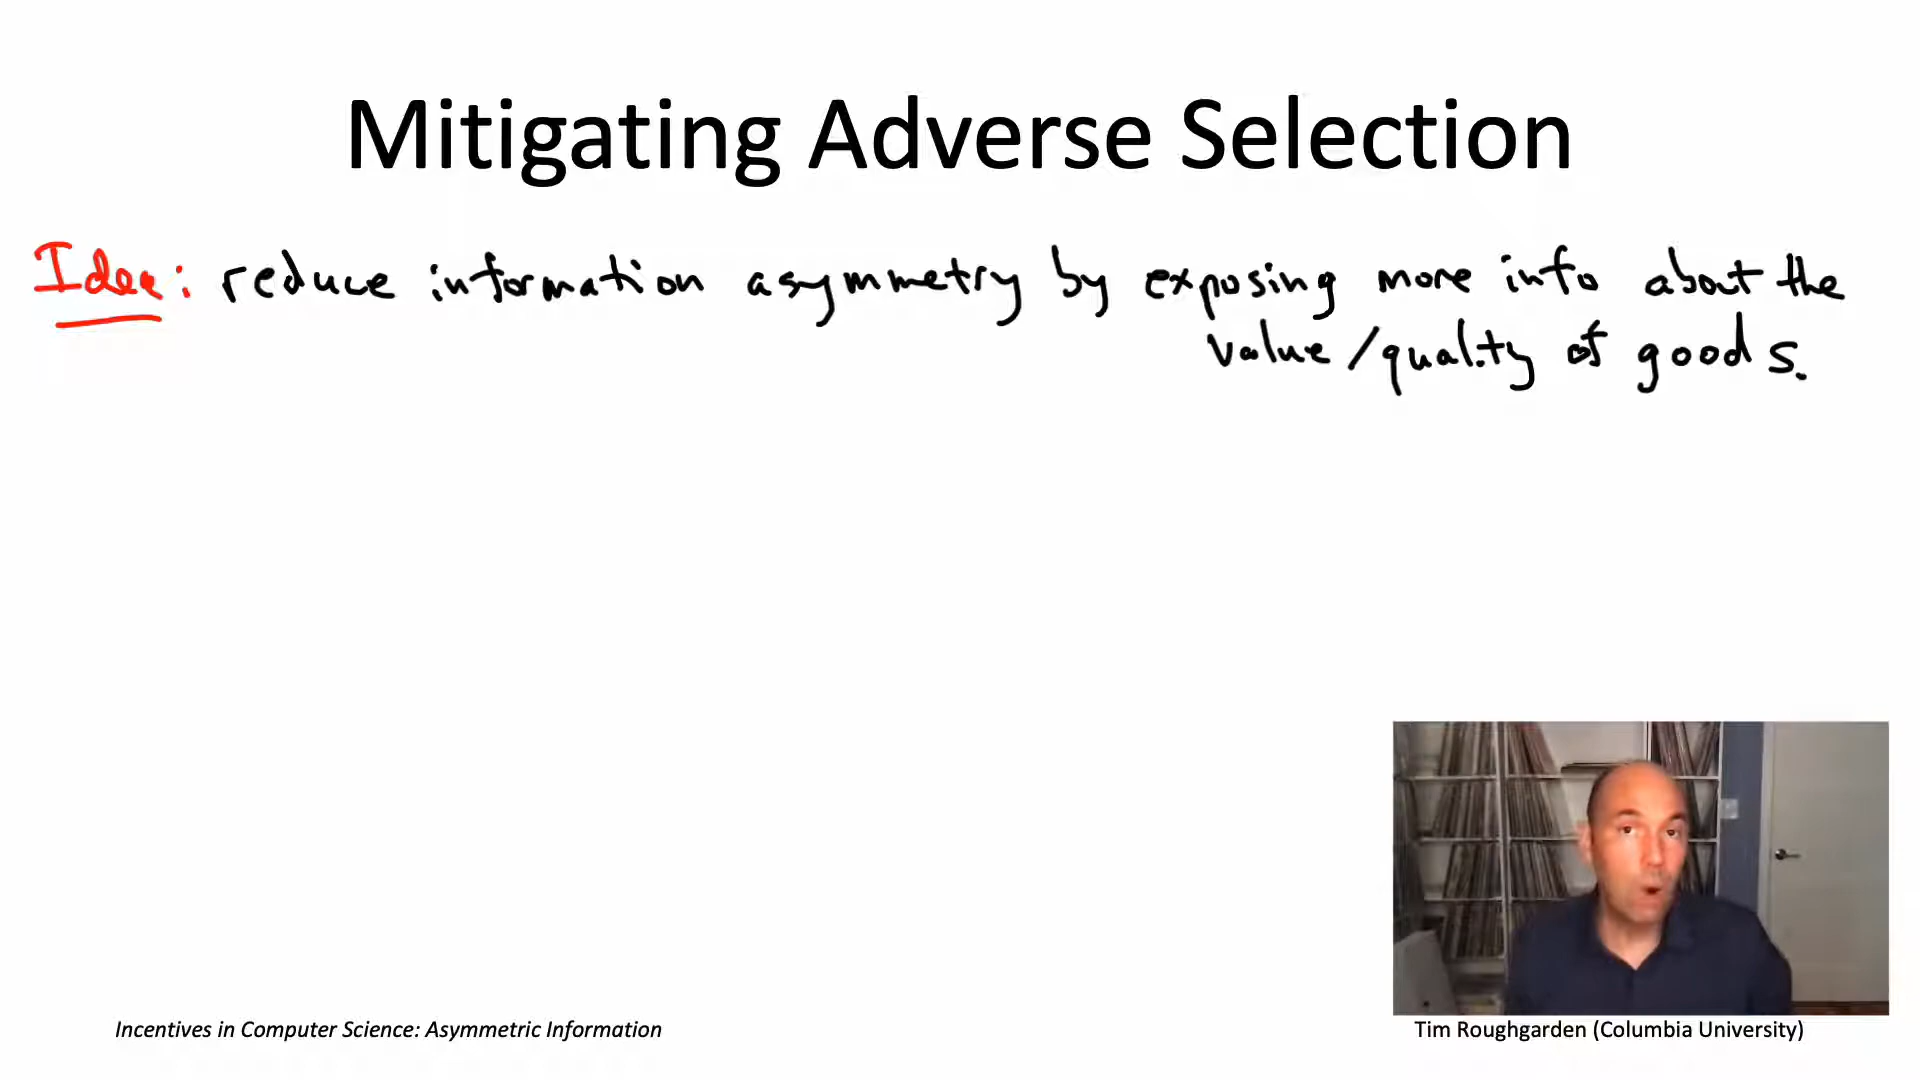 Mitigating Adverse Selection
Idea: reduce information asymmetry by exposing more info about the
value/quality of goods.
Incentives in Computer Science: Asymmetric Information
Tim Roughgarden (Columbia University)